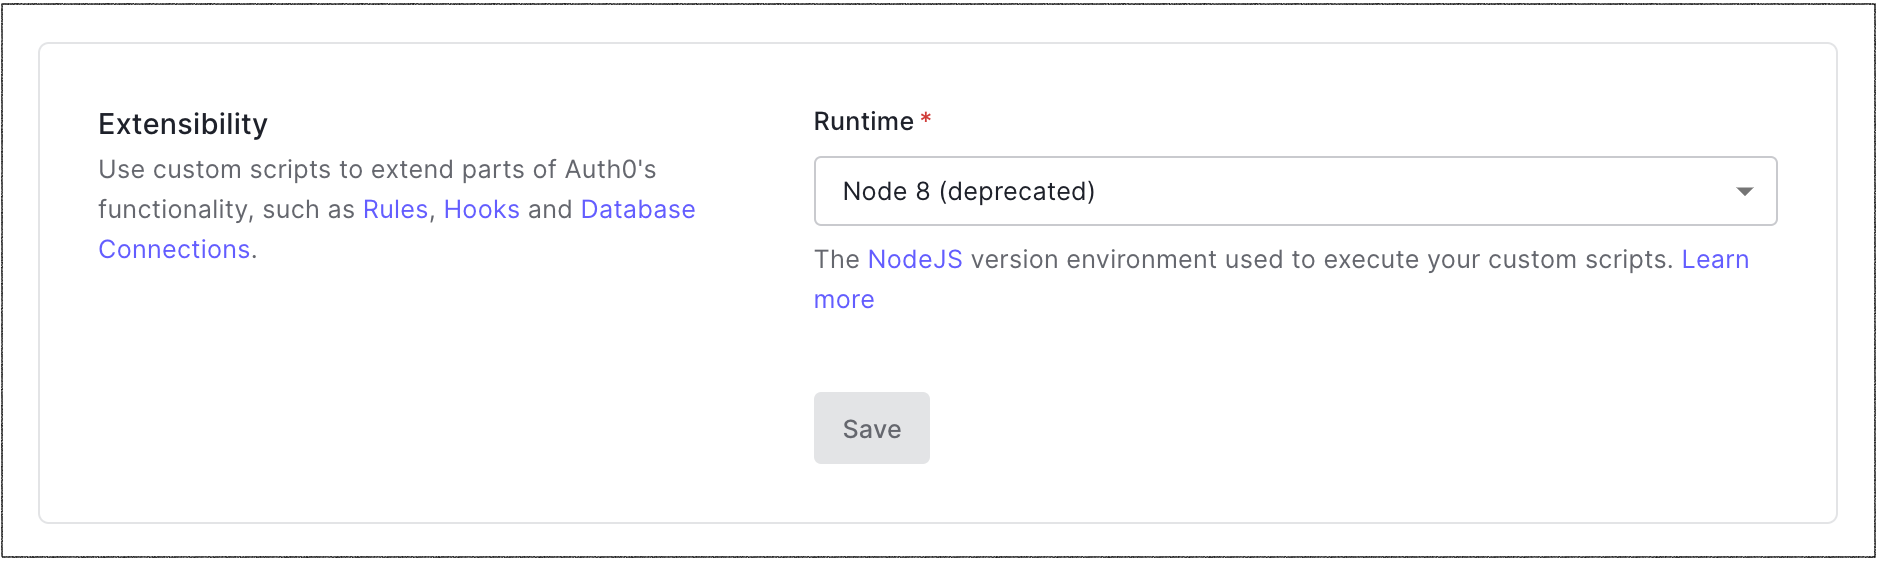 Extensibility
Use custom scripts to extend parts of Auth0's
functionality, such as Rules, Hooks and Database
Connections.
Runtime *
Node 8 (deprecated)
The NodeJS version environment used to execute your custom scripts. Learn
more
Save